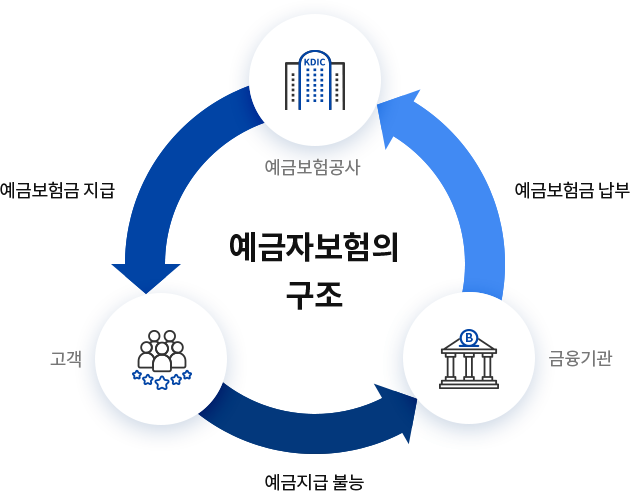 KDIC
예금보험공사
예금보험금 지급
예금보험금 납부
예금자보험의
구조
B
고객
금융기관
예금지급 불능